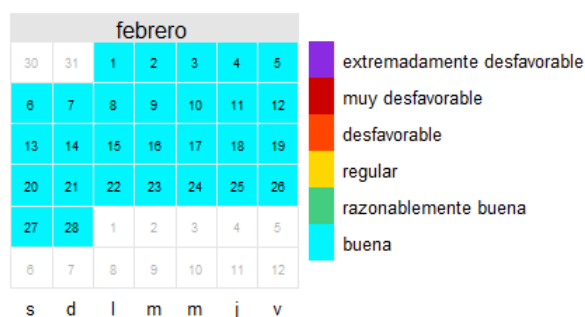 febrero
30 31 1 2 3 4 5
6 7 8 9 10 11 12
13 14 15 16 17 18 19
20 21 22 23 24 25 26
27 28 1 2 3 4 5
6 7 8 9 10 11 12
s d l m m j v
extremadamente desfavorable
muy desfavorable
desfavorable
regular
razonablemente buena
buena